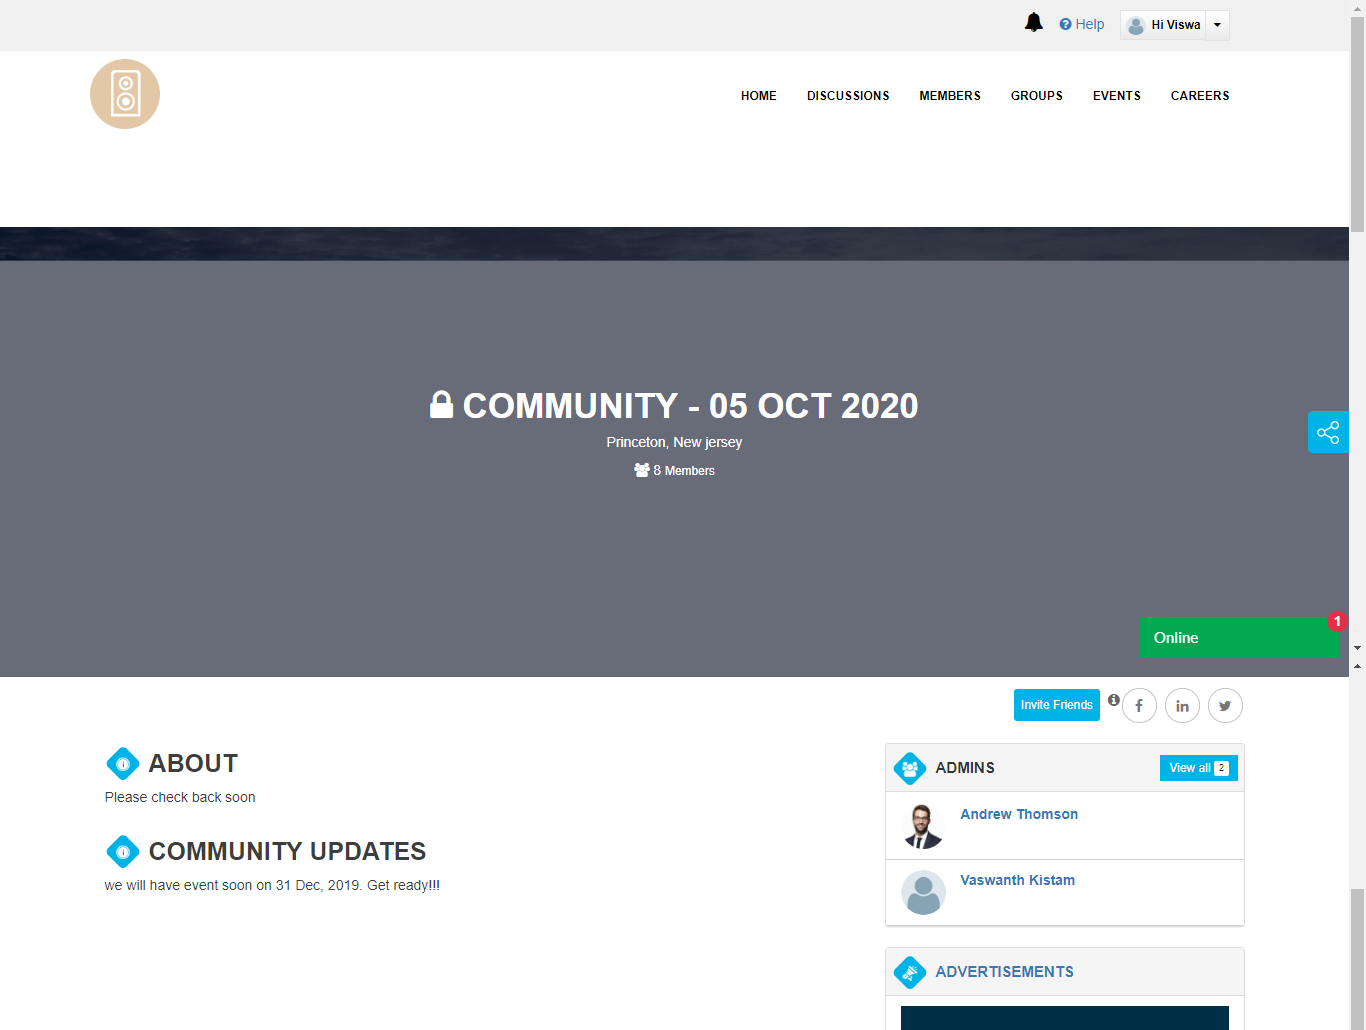 Help
Hi Viswa
HOME DISCUSSIONS MEMBERS GROUPS EVENTS CAREERS
COMMUNITY - 05 OCT 2020
Princeton, New jersey
8 Members
Online
1
Invite Friends
ABOUT
Please check back soon
COMMUNITY UPDATES
we will have event soon on 31 Dec, 2019. Get ready!!!
ADMINS
View all 2
Andrew Thomson
Vaswanth Kistam
ADVERTISEMENTS